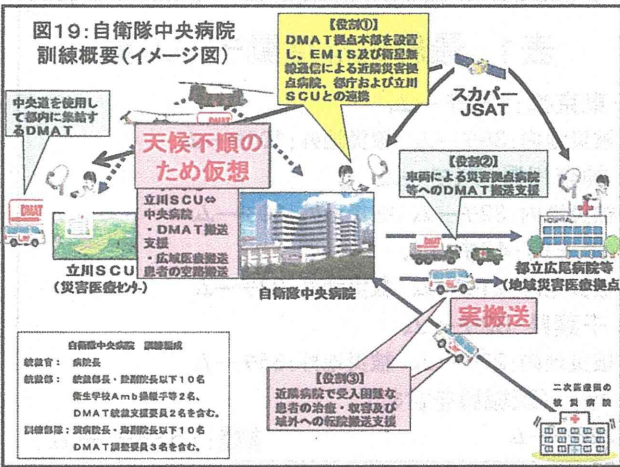 図19:自衛隊中央病院
訓練概要(イメージ図)
【役割①】
DMAT拠点本部を設置
し、EMIS及び衛星無
線通信による近隣災害拠
点病院、都庁および立川
SCUとの連携
スカパー
JSAT
中央道を使用し
て都内に集結す
るDMAT
天候不順の
ため仮想
立川SCU⇔
中央病院
・DMAT搬送
支援
・広域医療搬送
患者の空路搬送
【役割②】
車両による災害拠点病院
等へのDMAT搬送支援
DMAT
DMAT
HOSPITAL
立川SCU
(災害医療センター)
自衛隊中央病院
都立広尾病院等
(地域災害医療拠点)
実搬送
自衛隊中央病院 訓練編成
統裁官: 病院長
統裁部:統裁部長・陸副院長以下10名
衛生学校Amb操縦手等2名、
DMAT統裁支援要員2名を含む。
訓練部隊:演病院長・海副院長以下10名
DMAT調整要員3名を含む。
【役割③】
近隣病院で受入困難な
患者の治療・収容及び
域外への転院搬送支援
二次医療圏の
被災病院